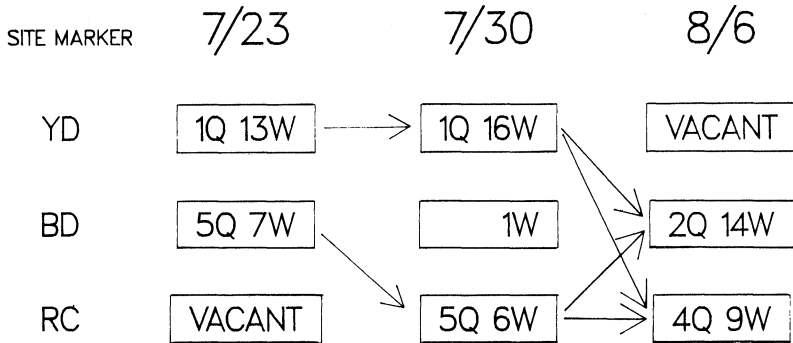 SITE MARKER 7/23 7/30 8/6
YD 1Q 13W 1Q 16W VACANT
BD 5Q 7W 1W 2Q 14W
RC VACANT 5Q 6W 4Q 9W